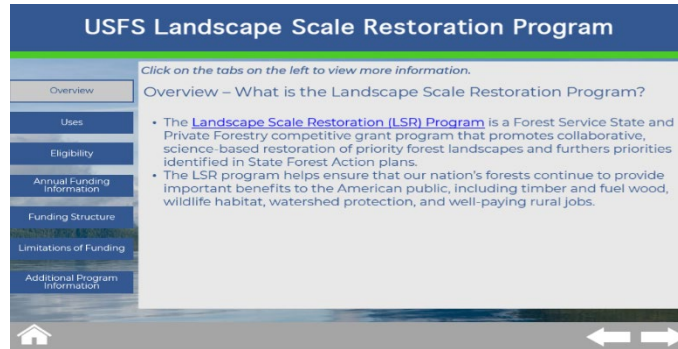 USFS Landscape Scale Restoration Program
Click on the tabs on the left to view more information.
Overview
Uses
Eligibility
Annual Funding
Information
Funding Structure
Limitations of Funding
Additional Program
Information
Overview – What is the Landscape Scale Restoration Program?
• The Landscape Scale Restoration (LSR) Program is a Forest Service State and
Private Forestry competitive grant program that promotes collaborative,
science-based restoration of priority forest landscapes and furthers priorities
identified in State Forest Action plans.
• The LSR program helps ensure that our nation's forests continue to provide
important benefits to the American public, including timber and fuel wood,
wildlife habitat, watershed protection, and well-paying rural jobs.